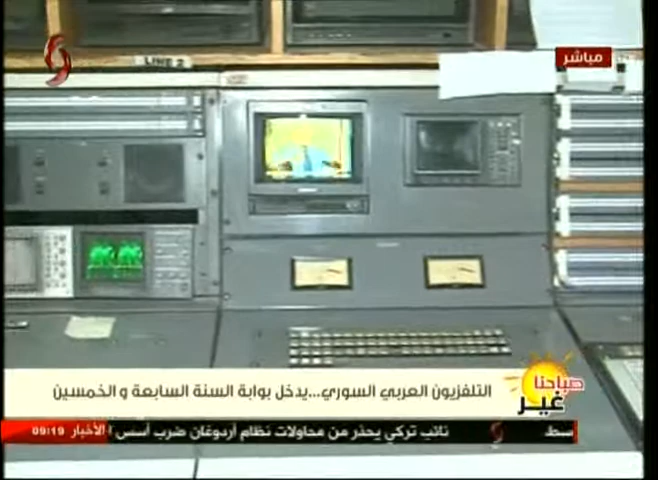 LINE 2
مباشر
التلفزيون العربي السوري...يدخل بوابة السنة السابعة و الخمسين
صباحنا
غير
09:19
الأخبار
نائب تركي يحذر من محاولات نظام أردوغان ضرب أسس